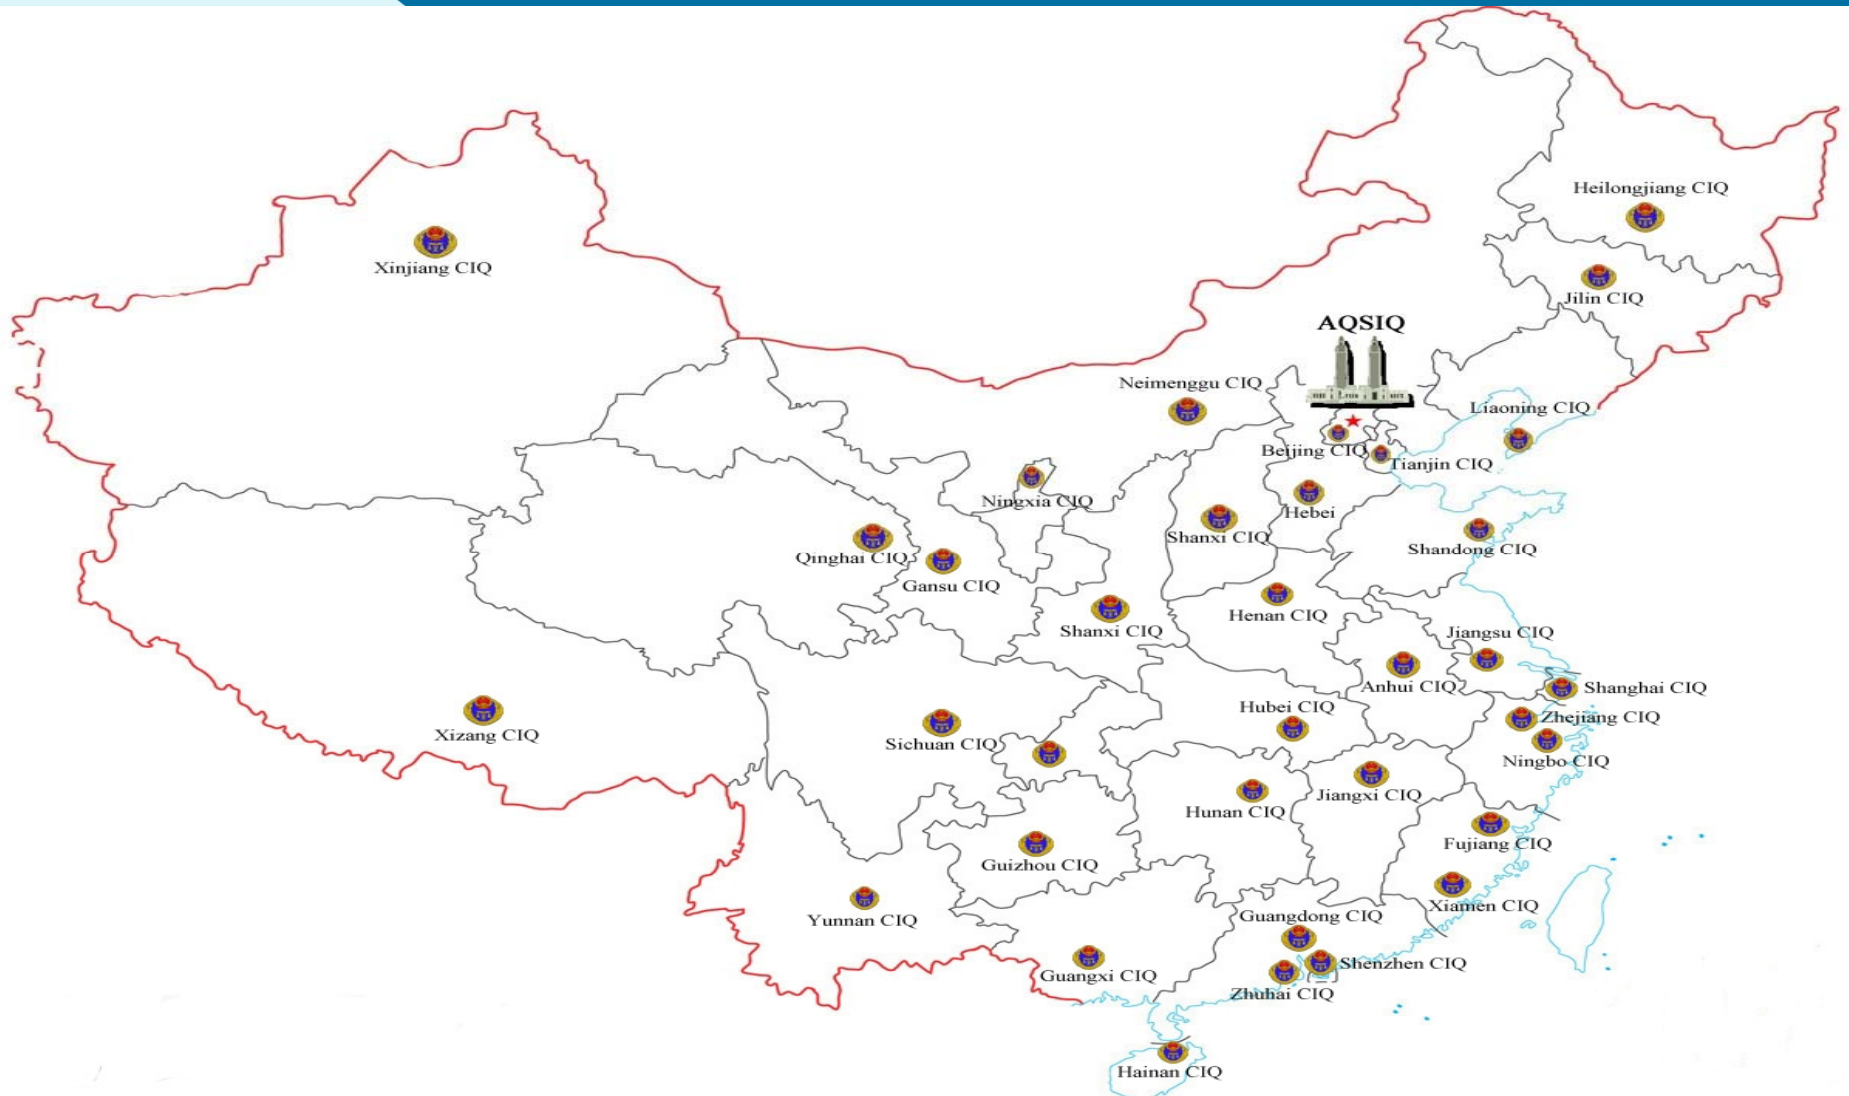 Heilongjiang CIQ
Xinjiang CIQ
Jilin CIQ
AQSIQ
Neimenggu CIQ
Liaoning CIQ
Beijing CIQ
Tianjin CIQ
Ningxia CIQ
Hebei
Shanxi CIQ
Shandong CIQ
Qinghai CIQ
Gansu CIQ
Henan CIQ
Shanxi CIQ
Jiangsu CIQ
Anhui CIQ
Shanghai CIQ
Hubei CIQ
Zhejiang CIQ
Xizang CIQ
Sichuan CIQ
Ningbo CIQ
Jiangxi CIQ
Hunan CIQ
Fujiang CIQ
Guizhou CIQ
Xiamen CIQ
Guangdong CIQ
Yunnan CIQ
Shenzhen CIQ
Guangxi CIQ
Zhuhai CIQ
Hainan CIQ